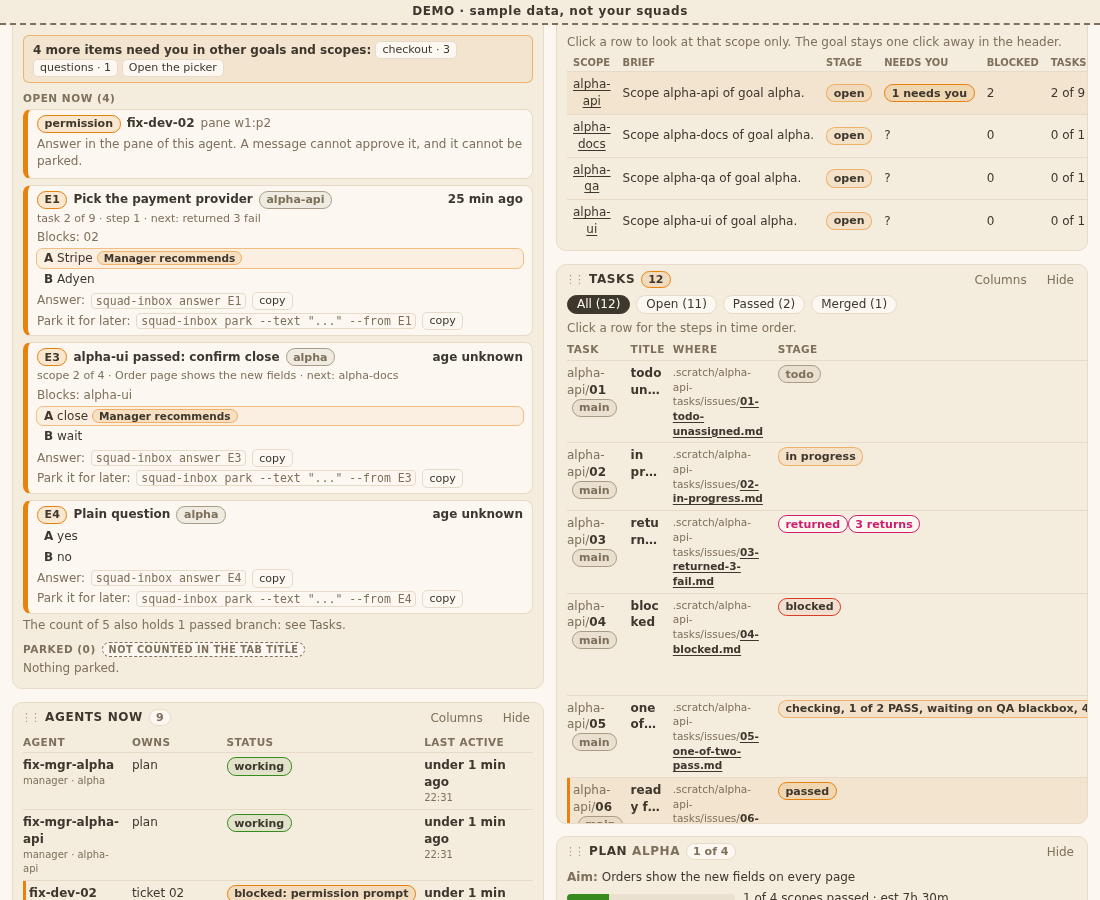 DEMO · sample data, not your squads
4 more items need you in other goals and scopes: checkout · 3
questions · 1 Open the picker
OPEN NOW (4)
permission fix-dev-02 pane w1:p2
Answer in the pane of this agent. A message cannot approve it, and it cannot be
parked.
E1 Pick the payment provider alpha-api 25 min ago
task 2 of 9 · step 1 · next: returned 3 fail
Blocks: 02
A Stripe Manager recommends
B Adyen
Answer: squad-inbox answer E1 copy
Park it for later: squad-inbox park --text "..." --from E1 copy
E3 alpha-ui passed: confirm close alpha age unknown
scope 2 of 4 · Order page shows the new fields · next: alpha-docs
Blocks: alpha-ui
A close Manager recommends
B wait
Answer: squad-inbox answer E3 copy
Park it for later: squad-inbox park --text "..." --from E3 copy
E4 Plain question alpha age unknown
A yes
B no
Answer: squad-inbox answer E4 copy
Park it for later: squad-inbox park --text "..." --from E4 copy
The count of 5 also holds 1 passed branch: see Tasks.
PARKED (0) NOT COUNTED IN THE TAB TITLE
Nothing parked.
AGENTS NOW 9 Columns Hide
AGENT OWNS STATUS LAST ACTIVE
fix-mgr-alpha plan working under 1 min
ago
manager · alpha
22:31
fix-mgr-alpha- plan working under 1 min
api ago
manager · alpha- 22:31
api
fix-dev-02 ticket 02 blocked: permission prompt under 1 min
Click a row to look at that scope only. The goal stays one click away in the header.
SCOPE BRIEF STAGE NEEDS YOU BLOCKED TASKS
alpha-
api Scope alpha-api of goal alpha. open 1 needs you 2 2 of 9
alpha-
docs Scope alpha-docs of goal alpha. open ? 0 0 of 1
alpha-
qa Scope alpha-qa of goal alpha. open ? 0 0 of 1
alpha-
ui Scope alpha-ui of goal alpha. open ? 0 0 of 1
TASKS 12 Columns Hide
All (12) Open (11) Passed (2) Merged (1)
Click a row for the steps in time order.
TASK TITLE WHERE STAGE
alpha- todo .scratch/alpha- todo
api/01 un... api-
main tasks/issues/01-
todo-
unassigned.md
alpha- in .scratch/alpha- in progress
api/02 pr... api-
main tasks/issues/02-
in-progress.md
alpha- retu .scratch/alpha- returned 3 returns
api/03 rn... api-
main tasks/issues/03-
returned-3-
fail.md
alpha- bloc .scratch/alpha- blocked
api/04 ked api-
main tasks/issues/04-
blocked.md
alpha- one .scratch/alpha- checking, 1 of 2 PASS, waiting on QA blackbox, 4
api/05 of... api-
main tasks/issues/05-
one-of-two-
pass.md
alpha- read .scratch/alpha- passed
api/06 y f... api-
main tasks/issues/06-
PLAN ALPHA 1 of 4 Hide
Aim: Orders show the new fields on every page
1 of 4 scopes passed · est 7h 30m